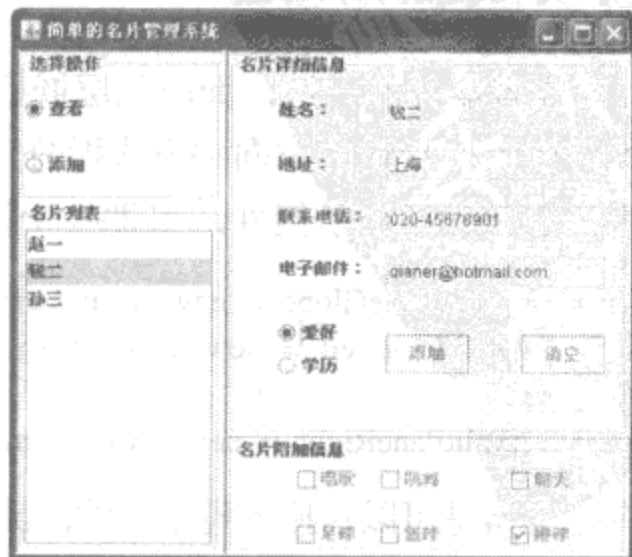 简单的名片管理系统
选择操作
查看
添加
名片列表
赵一
钱二
孙三
名片详细信息
姓名： 钱二
地址： 上海
联系电话： 020-45678901
电子邮件： qianer@hotmail.com
爱好
学历
添加 清空
名片附加信息
唱歌 跳舞 聊天
足球 篮球